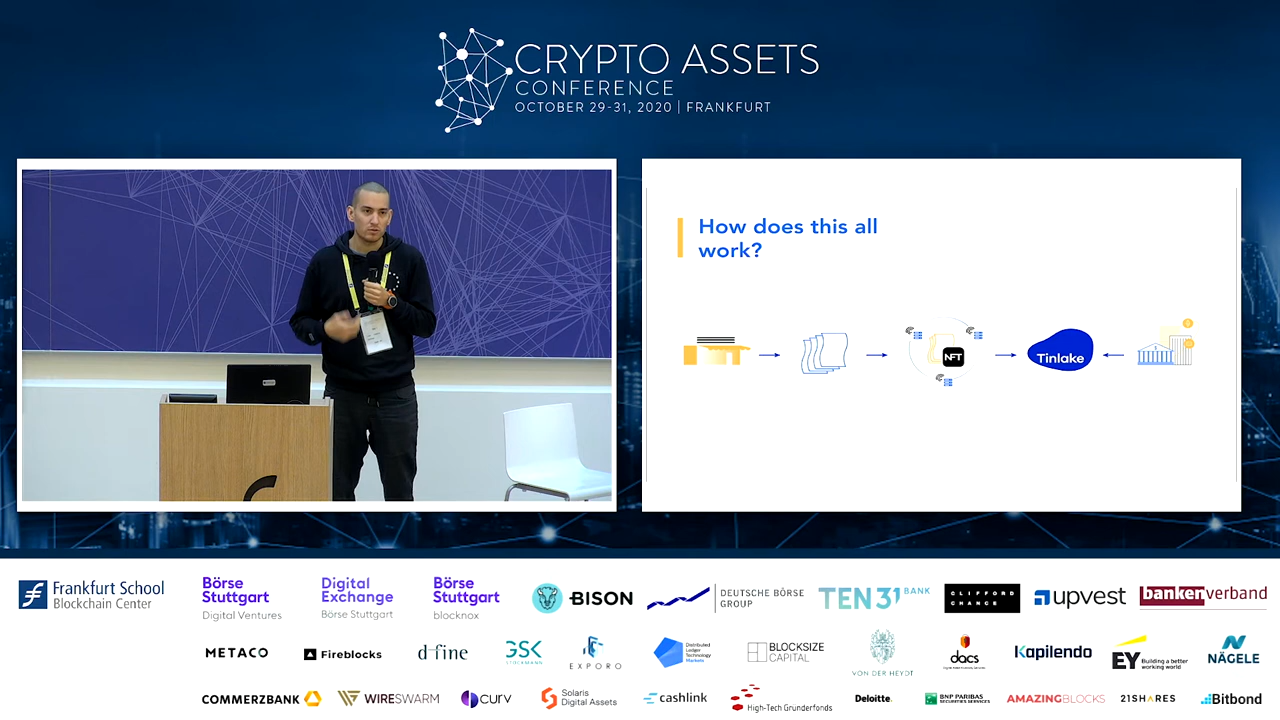 CRYPTO ASSETS
CONFERENCE
OCTOBER 29-31, 2020 | FRANKFURT
How does this all
work?
NFT
Tinlake
Frankfurt School
Blockchain Center
Börse
Stuttgart
Digital Ventures
Digital
Exchange
Börse Stuttgart
Börse
Stuttgart
blocknox
BISON
DEUTSCHE BÖRSE
GROUP
TEN31 BANK
CLIFFORD
CHANCE
upvest
bankenverband
METACO
Fireblocks
d-fine
GSK
STOCKMANN
EXPORO
Distributed
Ledger
Technology
Markets
BLOCKSIZE
CAPITAL
VON DER HEYDT
dacs
Kapilendo
EY
Building a better
working world
NÄGELE
COMMERZBANK
WIRESWARM
curv
Solaris
Digital Assets
cashlink
High-Tech Gründerfonds
Deloitte.
BNP PARIBAS
SECURITIES SERVICES
AMAZINGBLOCKS
21SHARES
Bitbond